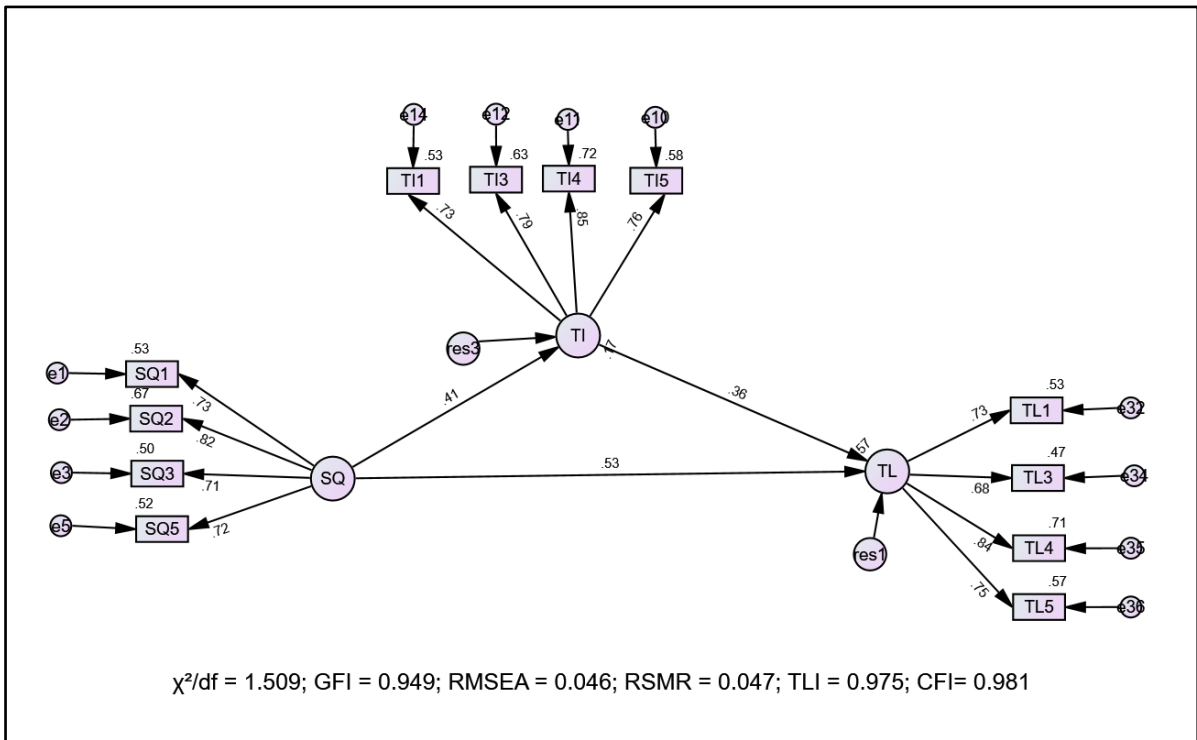 e14
e12
e11
e10
.53
.63
.72
.58
TI1
TI3
TI4
TI5
.73
.79
.85
.76
TI
.17
res3
.41
.36
.53
e1
SQ1
.73
.67
e2
SQ2
.82
.50
e3
SQ3
.71
.52
e5
SQ5
.72
SQ
.53
.57
TL
res1
.53
.73
TL1
e32
.47
.68
TL3
e34
.71
.84
TL4
e35
.57
.75
TL5
e36
χ²/df = 1.509; GFI = 0.949; RMSEA = 0.046; RSMR = 0.047; TLI = 0.975; CFI= 0.981